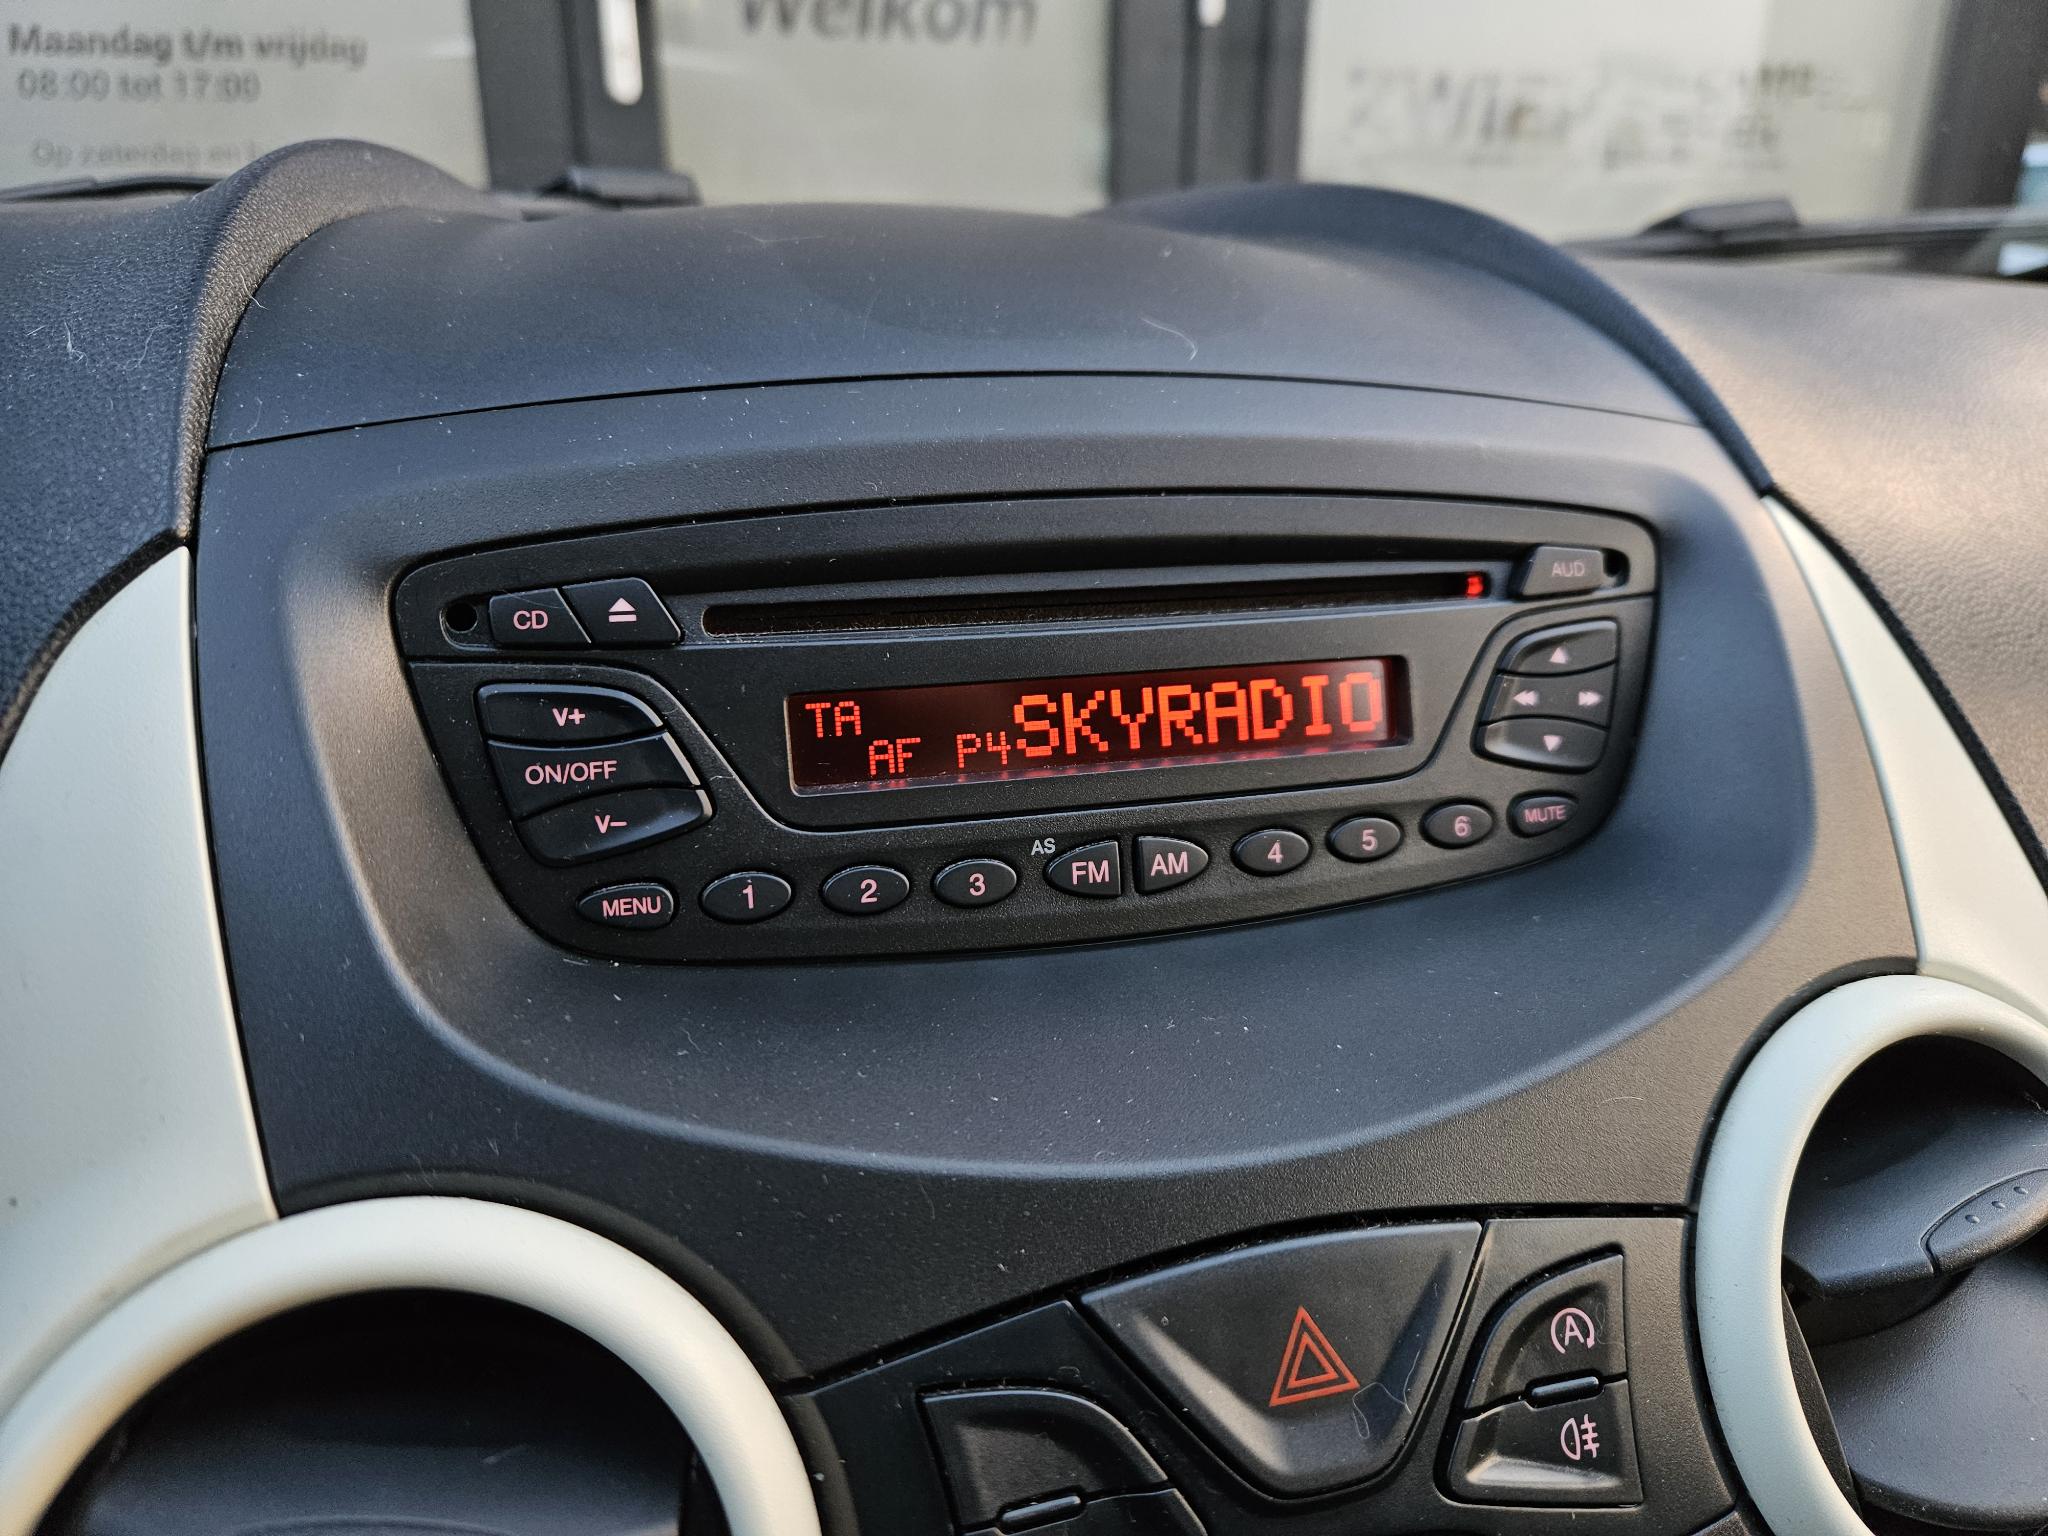 Maandag t/m vrijdag
08:00 tot 17:00
Op zaterdag en
Welkom
CD
AUD
V+
ON/OFF
V-
TA
AF P4 SKYRADIO
MENU
1
2
3
AS
FM
AM
4
5
6
MUTE
A